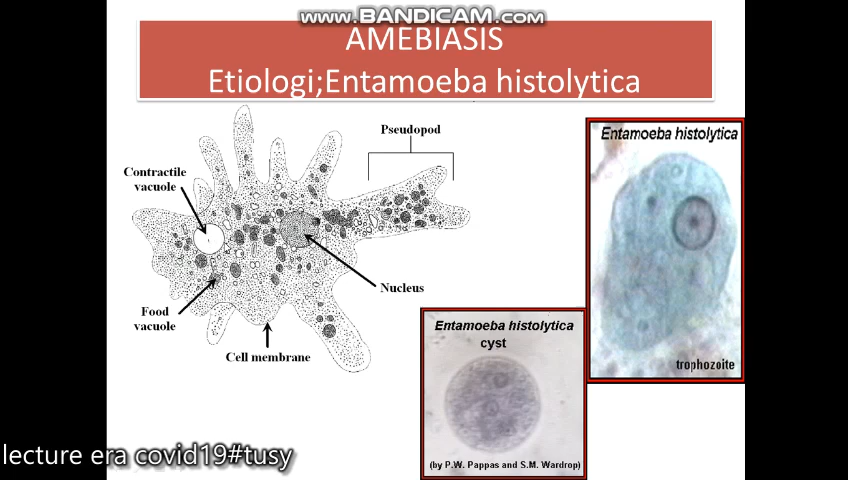 www.BANDICAM.com
AMEBIASIS
Etiologi;Entamoeba histolytica
Pseudopod
Contractile
vacuole
Nucleus
Food
vacuole
Cell membrane
Entamoeba histolytica
trophozoite
Entamoeba histolytica
cyst
(by P.W. Pappas and S.M. Wardrop)
lecture era covid19#tusy